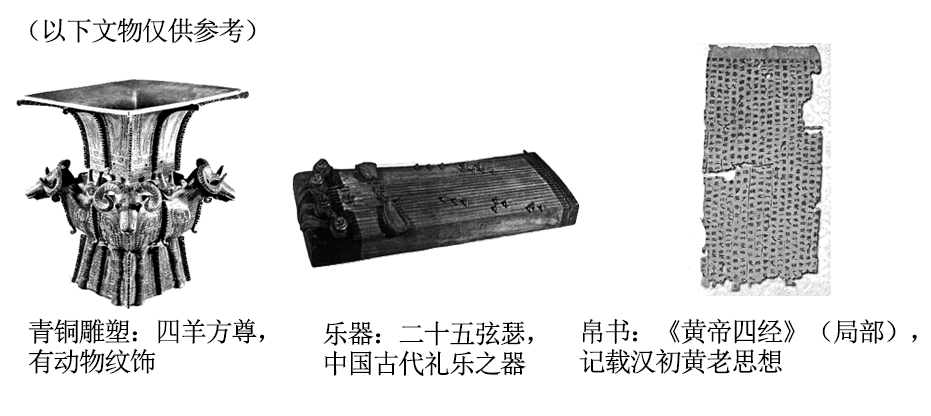 （以下文物仅供参考）
青铜雕塑：四羊方尊，
有动物纹饰
乐器：二十五弦瑟，
中国古代礼乐之器
帛书：《黄帝四经》（局部），
记载汉初黄老思想